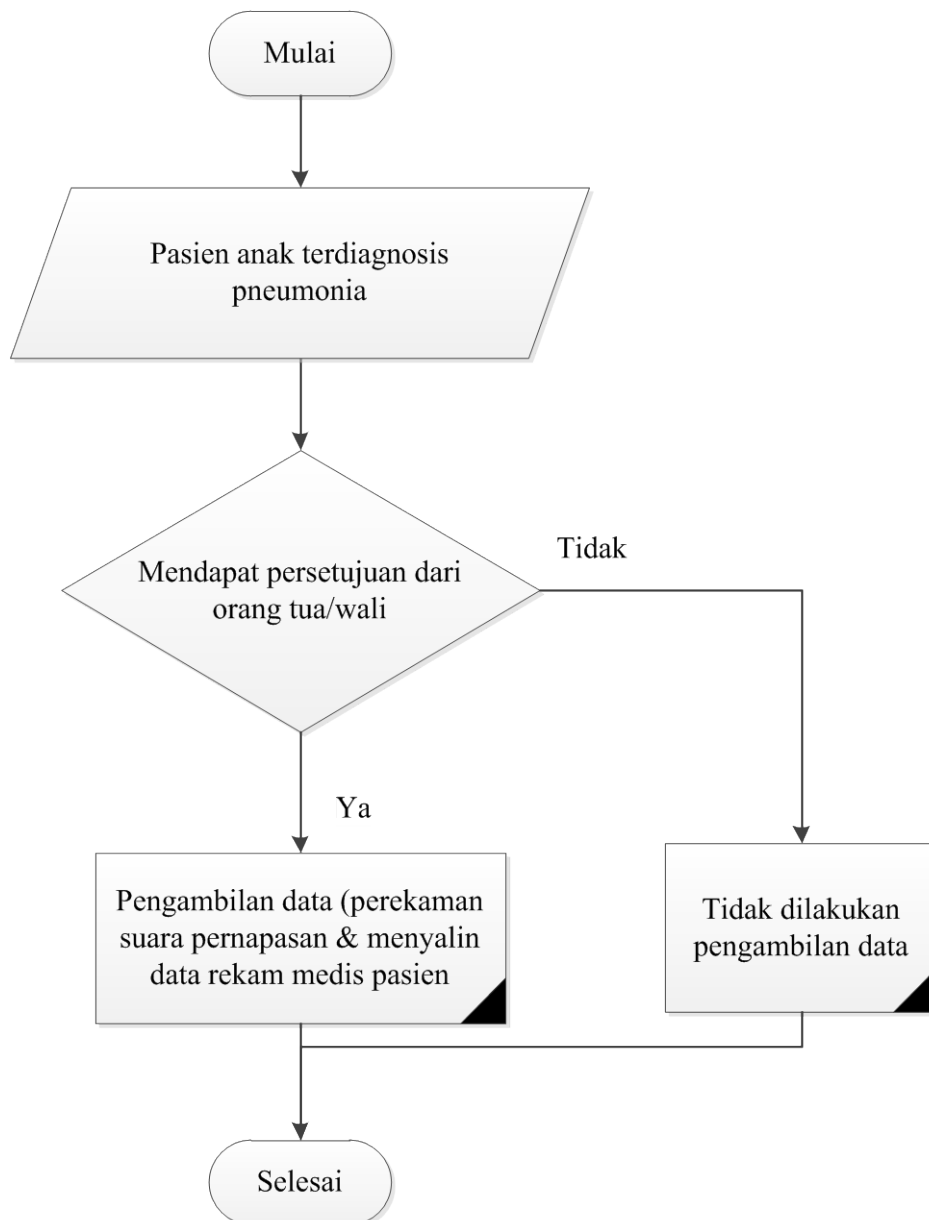 Mulai
Pasien anak terdiagnosis
pneumonia
Mendapat persetujuan dari
orang tua/wali
Tidak
Ya
Pengambilan data (perekaman
suara pernapasan & menyalin
data rekam medis pasien
Tidak dilakukan
pengambilan data
Selesai